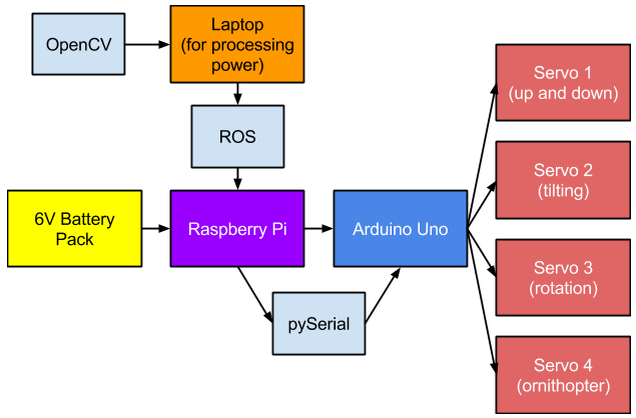 OpenCV
Laptop
(for processing
power)
ROS
6V Battery
Pack
Raspberry Pi
Arduino Uno
pySerial
Servo 1
(up and down)
Servo 2
(tilting)
Servo 3
(rotation)
Servo 4
(ornithopter)